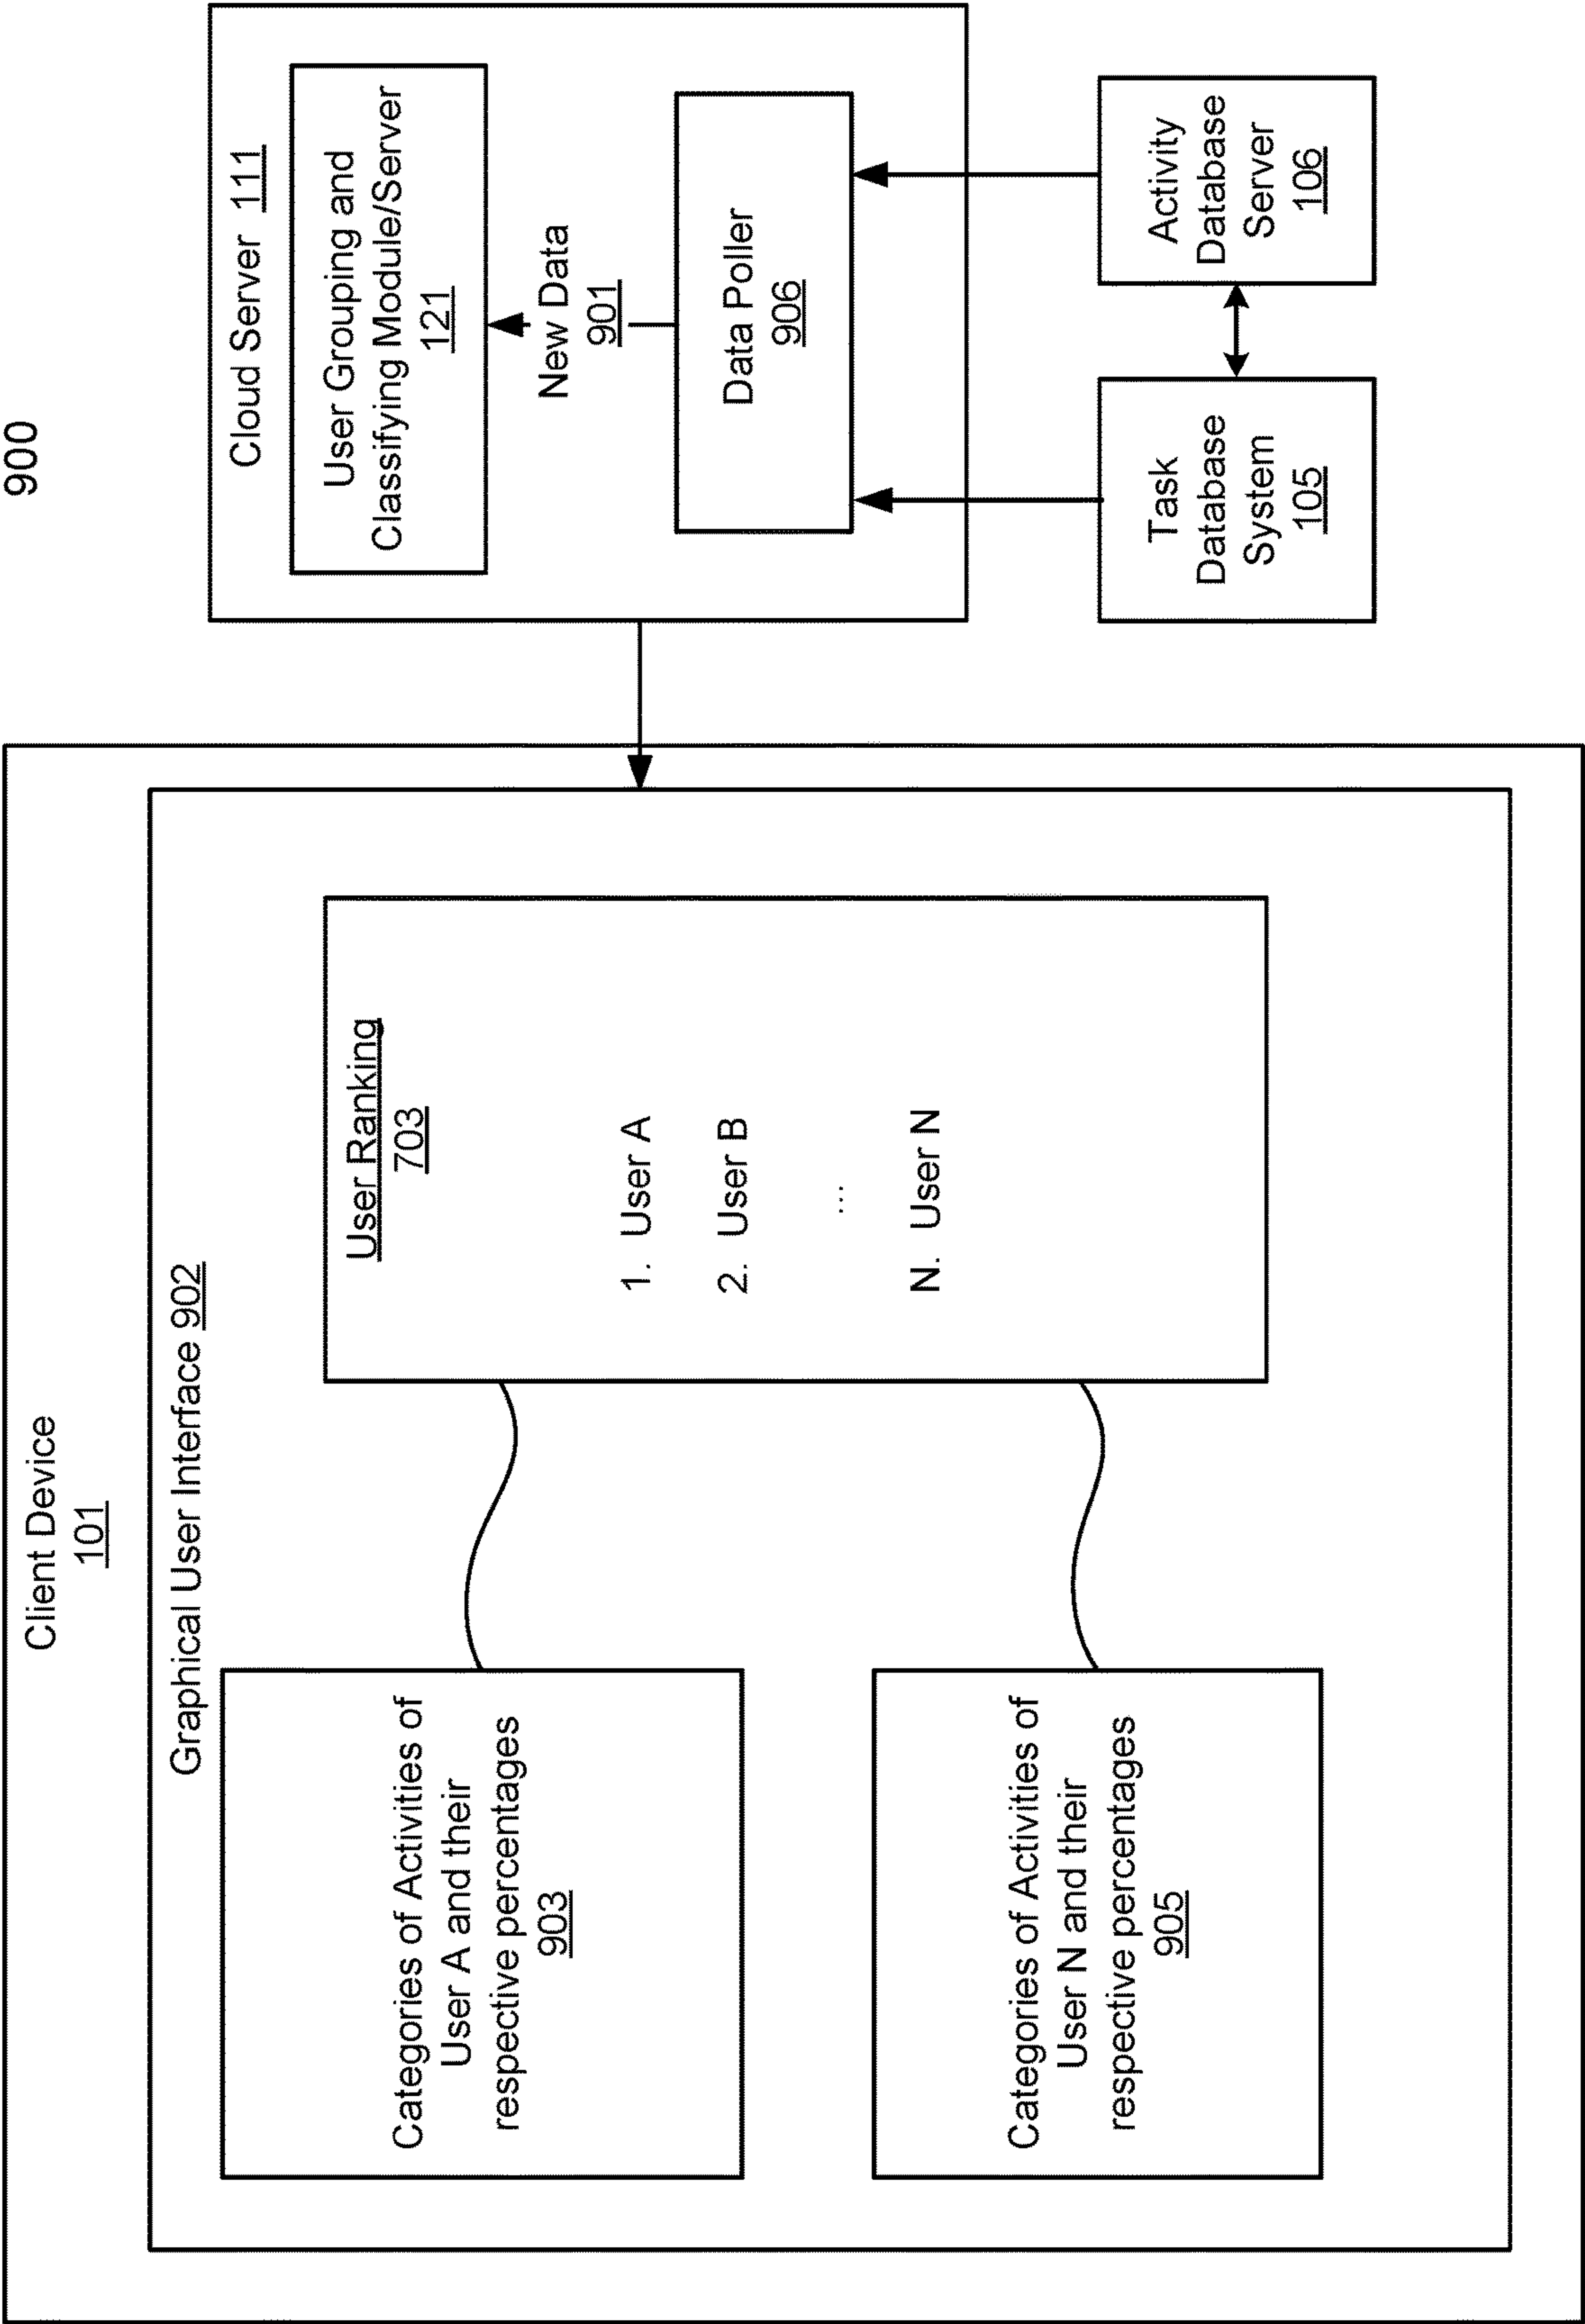 900
Client Device
101
Graphical User Interface 902
Categories of Activities of
User A and their
respective percentages
903
Categories of Activities of
User N and their
respective percentages
905
User Ranking
703
1. User A
2. User B
...
N. User N
Cloud Server 111
User Grouping and
Classifying Module/Server
121
New Data
901
Data Poller
906
Task
Database
System
105
Activity
Database
Server
106